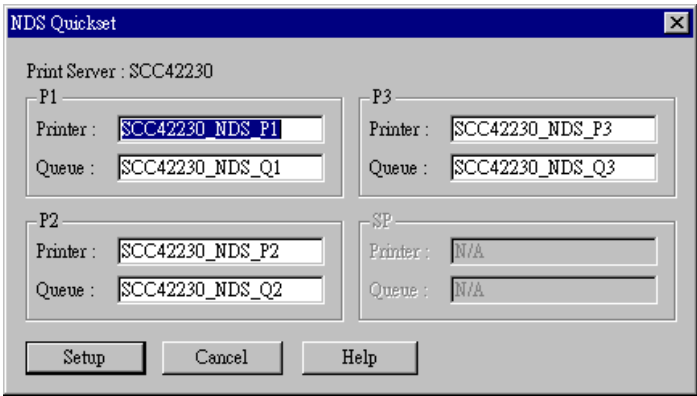 NDS Quickset
Print Server : SCC42230
P1
Printer : SCC42230_NDS_P1
Queue : SCC42230_NDS_Q1
P3
Printer : SCC42230_NDS_P3
Queue : SCC42230_NDS_Q3
P2
Printer : SCC42230_NDS_P2
Queue : SCC42230_NDS_Q2
SP
Printer : N/A
Queue : N/A
Setup Cancel Help